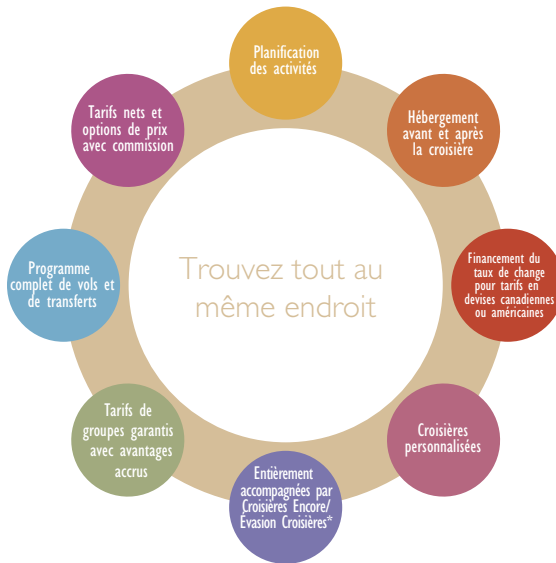 Planification
des activités
Hébergement
avant et après
la croisière
Financement du
taux de change
pour tarifs en
devises canadiennes
ou américaines
Croisières
personnalisées
Entièrement
accompagnées par
Croisières Encore/
Évasion Croisières*
Tarifs de
groupes garantis
avec avantages
accrus
Programme
complet de vols et
de transferts
Tarifs nets et
options de prix
avec commission
Trouvez tout au
même endroit